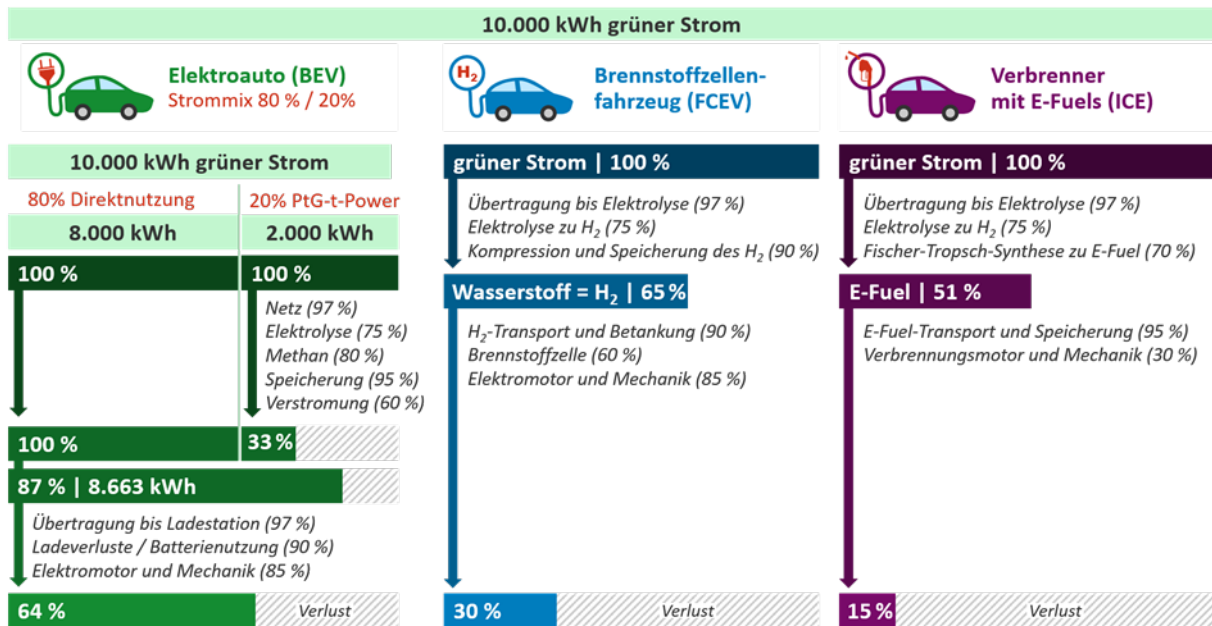 10.000 kWh grüner Strom
Elektroauto (BEV)
Strommix 80 % / 20%
10.000 kWh grüner Strom
80% Direktnutzung
20% PtG-t-Power
8.000 kWh
2.000 kWh
100 %
100 %
Netz (97 %)
Elektrolyse (75 %)
Methan (80 %)
Speicherung (95 %)
Verstromung (60 %)
100 %
33 %
87 % | 8.663 kWh
Übertragung bis Ladestation (97 %)
Ladeverluste / Batterienutzung (90 %)
Elektromotor und Mechanik (85 %)
64 %
Verlust
H₂
Brennstoffzellen-
fahrzeug (FCEV)
grüner Strom | 100 %
Übertragung bis Elektrolyse (97 %)
Elektrolyse zu H₂ (75 %)
Kompression und Speicherung des H₂ (90 %)
Wasserstoff = H₂ | 65 %
H₂-Transport und Betankung (90 %)
Brennstoffzelle (60 %)
Elektromotor und Mechanik (85 %)
30 %
Verlust
Verbrenner
mit E-Fuels (ICE)
grüner Strom | 100 %
Übertragung bis Elektrolyse (97 %)
Elektrolyse zu H₂ (75 %)
Fischer-Tropsch-Synthese zu E-Fuel (70 %)
E-Fuel | 51 %
E-Fuel-Transport und Speicherung (95 %)
Verbrennungsmotor und Mechanik (30 %)
15 %
Verlust